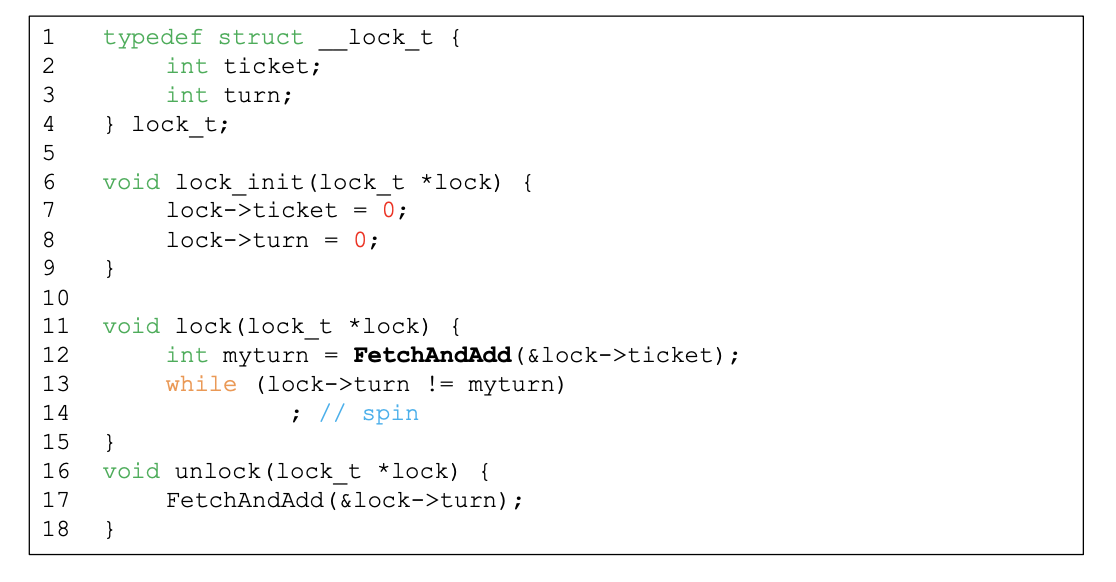 1 typedef struct __lock_t {
2 int ticket;
3 int turn;
4 } lock_t;
5
6 void lock_init(lock_t *lock) {
7 lock->ticket = 0;
8 lock->turn = 0;
9 }
10
11 void lock(lock_t *lock) {
12 int myturn = FetchAndAdd(&lock->ticket);
13 while (lock->turn != myturn)
14 ; // spin
15 }
16 void unlock(lock_t *lock) {
17 FetchAndAdd(&lock->turn);
18 }